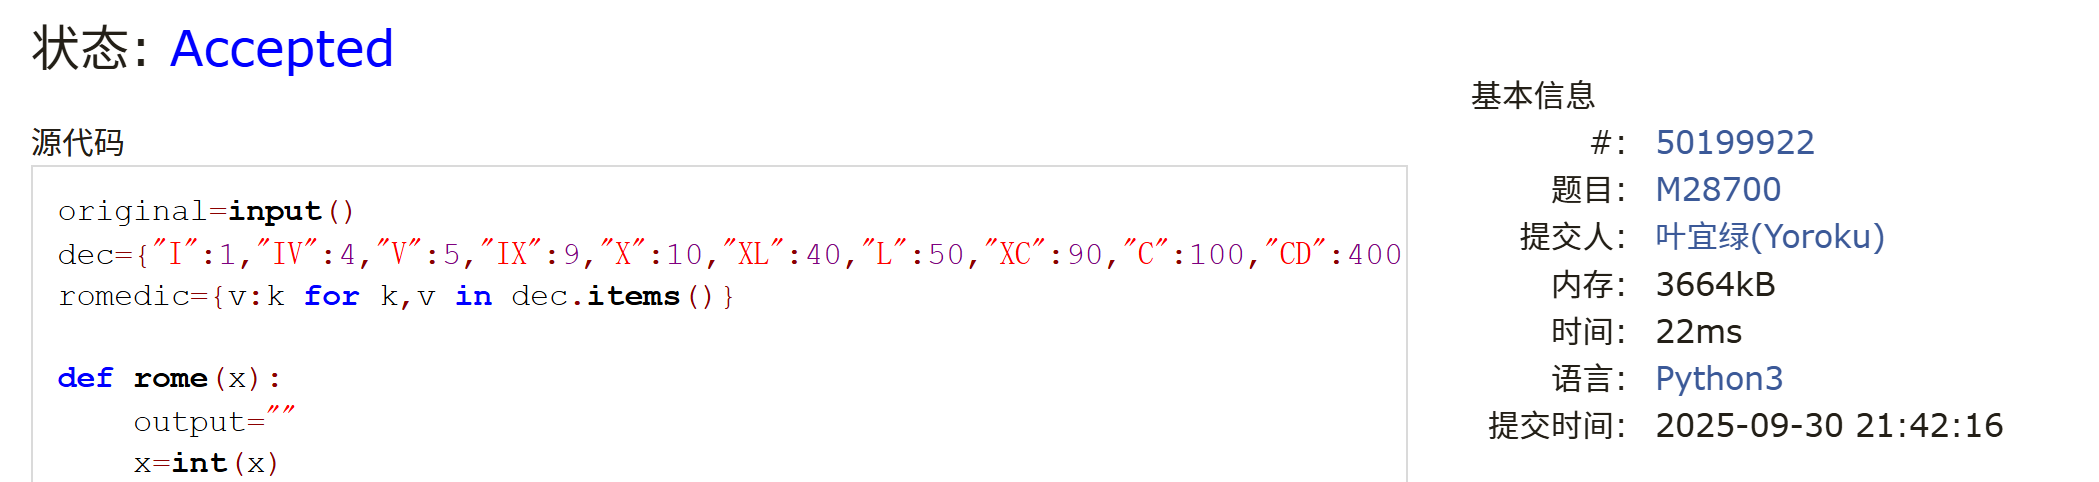 状态: Accepted
源代码
original=input()
dec={"I":1,"IV":4,"V":5,"IX":9,"X":10,"XL":40,"L":50,"XC":90,"C":100,"CD":400
romedic={v:k for k,v in dec.items()}
def rome(x):
    output=""
    x=int(x)
基本信息
#: 50199922
题目: M28700
提交人: 叶宜绿(Yoroku)
内存: 3664kB
时间: 22ms
语言: Python3
提交时间: 2025-09-30 21:42:16